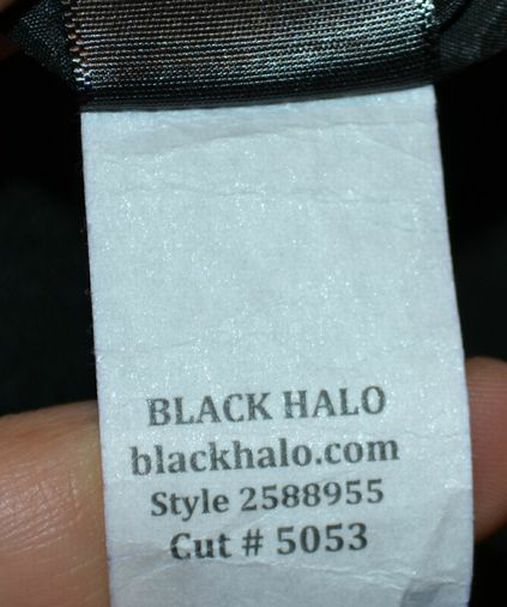 BLACK HALO
blackhalo.com
Style 2588955
Cut # 5053